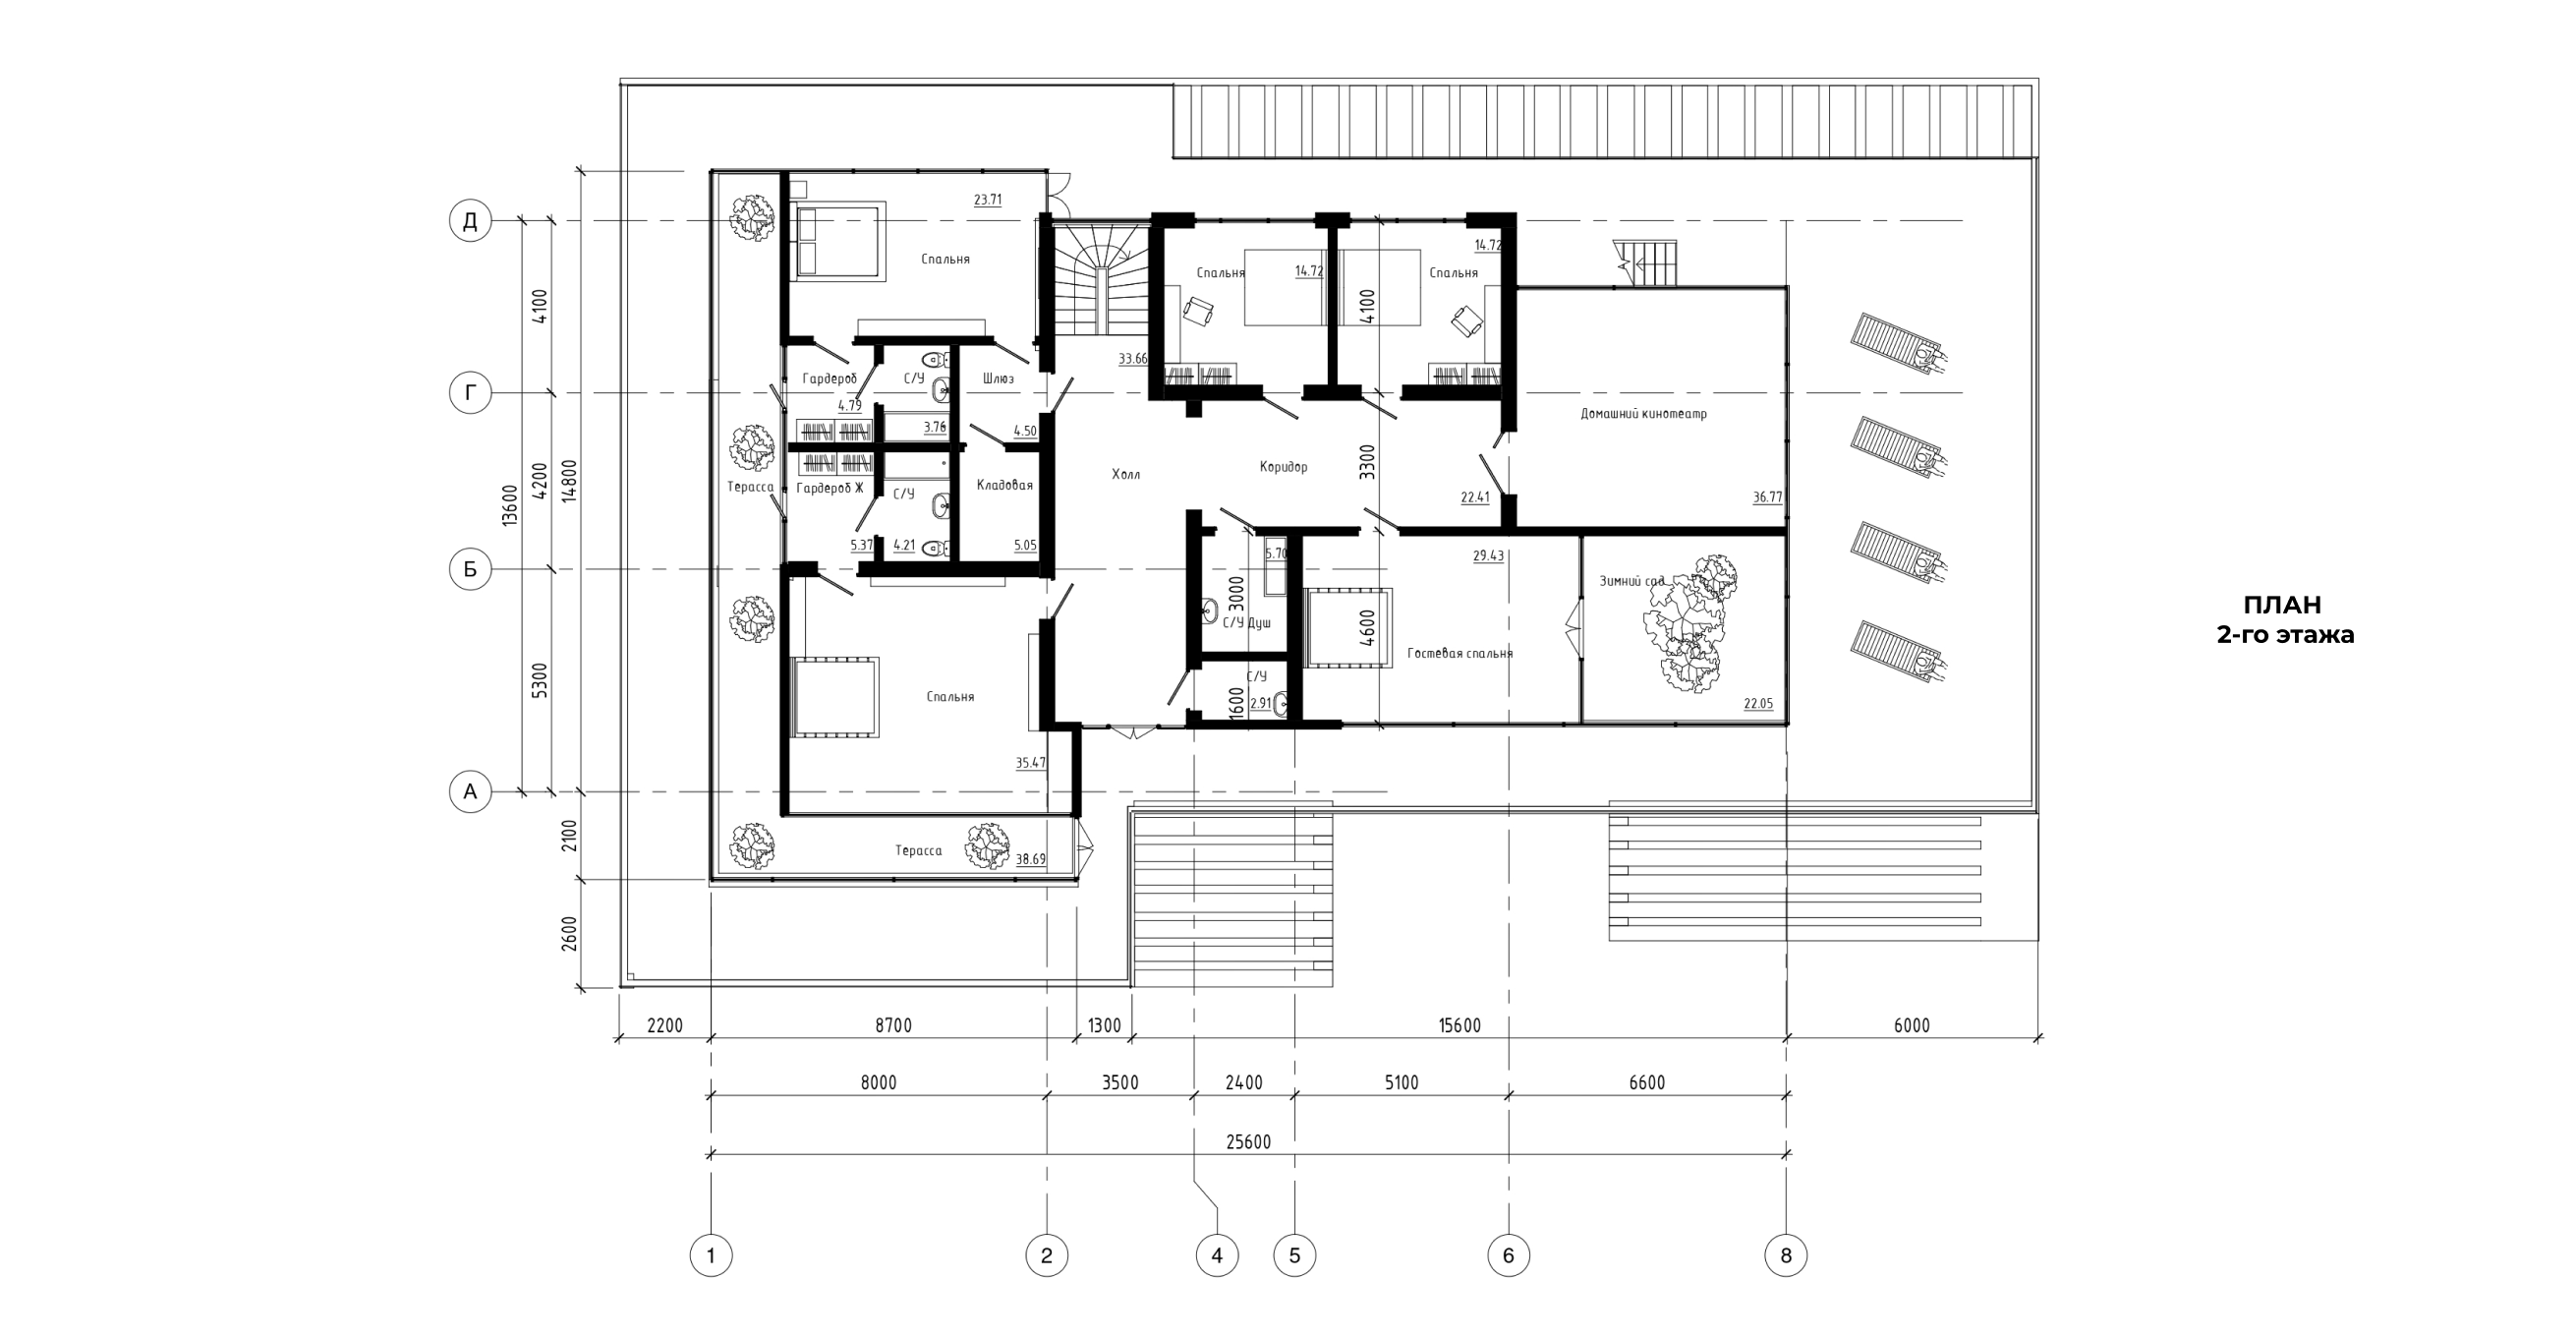 23.71
Спальня
Спальня
14.72
14.72
Спальня
33.66
Гардероб
4.79
С/У
3.76
Шлюз
4.50
Домашний кинотеатр
36.77
Терасса
Гардероб Ж
5.37
С/У
4.21
Кладовая
5.05
Холл
Коридор
22.41
5.70
С/У Душ
С/У
2.91
29.43
Гостевая спальня
Зимний сад
22.05
Спальня
35.47
Терасса
38.69
Д
Г
Б
А
13600
4100
4200
5300
14800
2100
2600
4100
3300
4600
3000
1600
2200
8700
1300
15600
6000
8000
3500
2400
5100
6600
25600
1
2
4
5
6
8
ПЛАН
2-го этажа